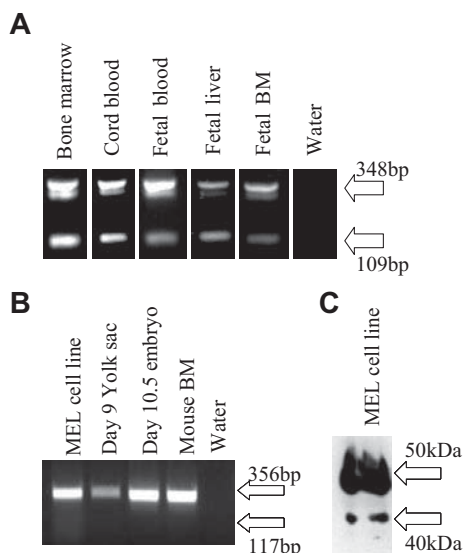 A
Bone marrow
Cord blood
Fetal blood
Fetal liver
Fetal BM
Water
348bp
109bp
B
MEL cell line
Day 9 Yolk sac
Day 10.5 embryo
Mouse BM
Water
356bp
117bp
C
MEL cell line
50kDa
40kDa